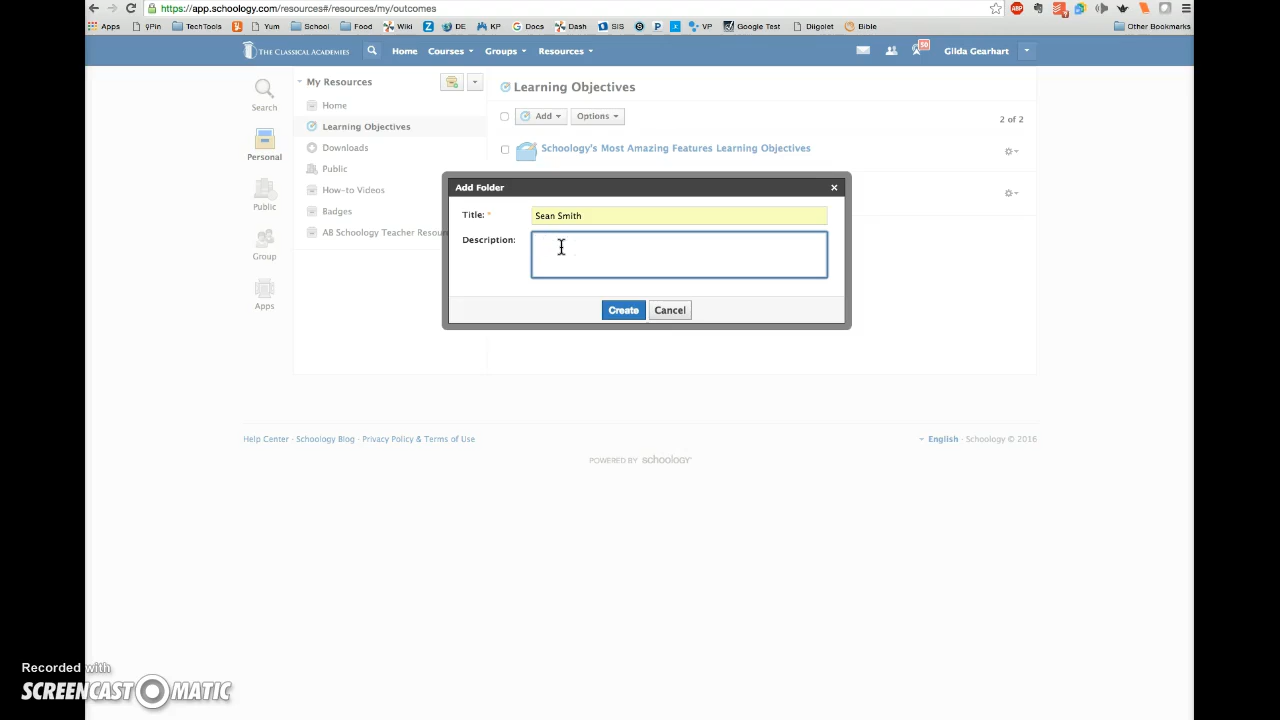 https://app.schoology.com/resources#/resources/my/outcomes
Apps 9Pin TechTools Yum School Food Wiki DE KP Docs Dash SIS VP Google Test Diigolet Bible Other Bookmarks
THE CLASSICAL ACADEMIES Home Courses Groups Resources 50 Gilda Gearhart
Search
Personal
Public
Group
Apps
My Resources
Home
Learning Objectives
Downloads
Public
How-to Videos
Badges
AB Schoology Teacher Resour
Learning Objectives
Add Options 2 of 2
Schoology's Most Amazing Features Learning Objectives
Add Folder
Title: * Sean Smith
Description:
Create Cancel
Help Center · Schoology Blog · Privacy Policy & Terms of Use English · Schoology © 2016
POWERED BY schoology
Recorded with
SCREENCAST-O-MATIC